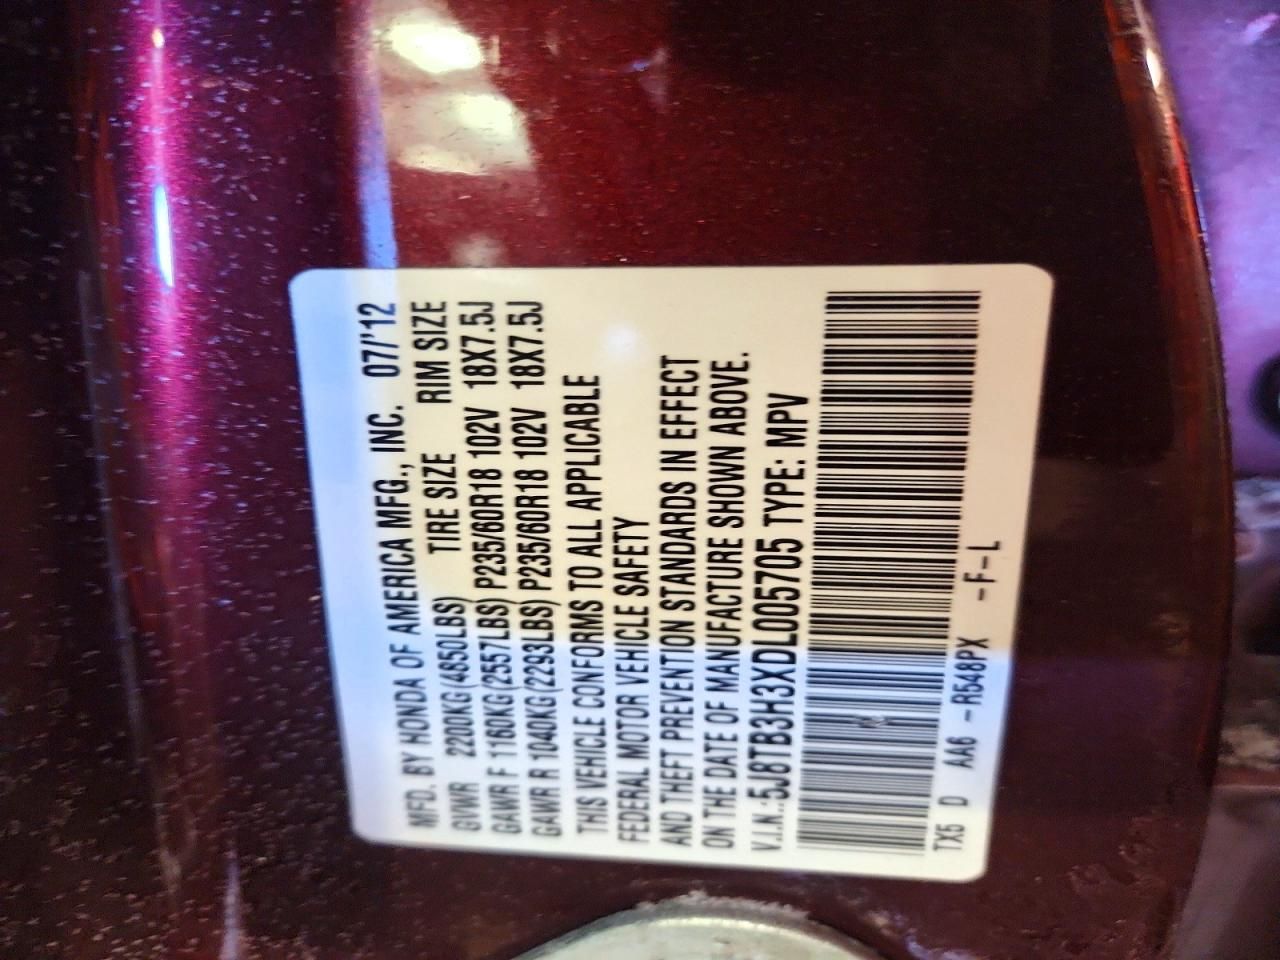 MFD. BY HONDA OF AMERICA MFG., INC. 07/'12
GVWR 2200KG(4850LBS) TIRE SIZE RIM SIZE
GAWR F 1160KG(2557LBS) P235/60R18 102V 18X7.5J
GAWR R 1040KG(2293LBS) P235/60R18 102V 18X7.5J
THIS VEHICLE CONFORMS TO ALL APPLICABLE
FEDERAL MOTOR VEHICLE SAFETY
AND THEFT PREVENTION STANDARDS IN EFFECT
ON THE DATE OF MANUFACTURE SHOWN ABOVE.
V.I.N.:5J8TB3H3XDL005705 TYPE: MPV
TX5 D AA6 -R548PX -F-L